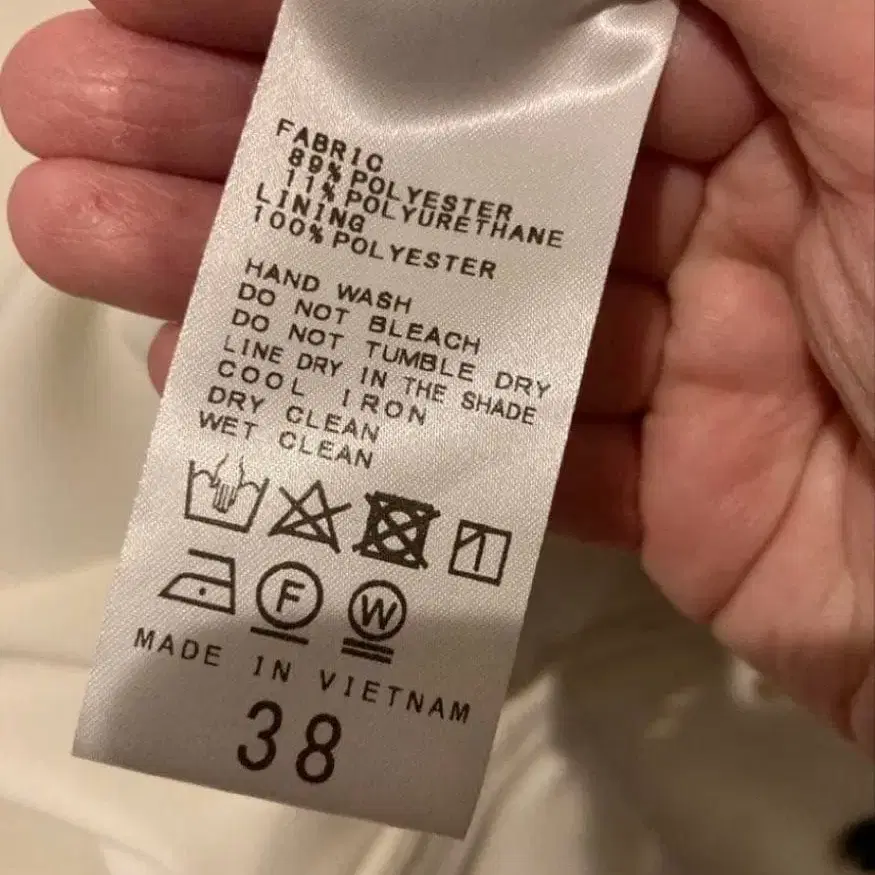 FABRIC
89% POLYESTER
11% POLYURETHANE
LINING
100% POLYESTER
HAND WASH
DO NOT BLEACH
DO NOT TUMBLE DRY
LINE DRY IN THE SHADE
COOL IRON
DRY CLEAN
WET CLEAN
F W
MADE IN VIETNAM
38